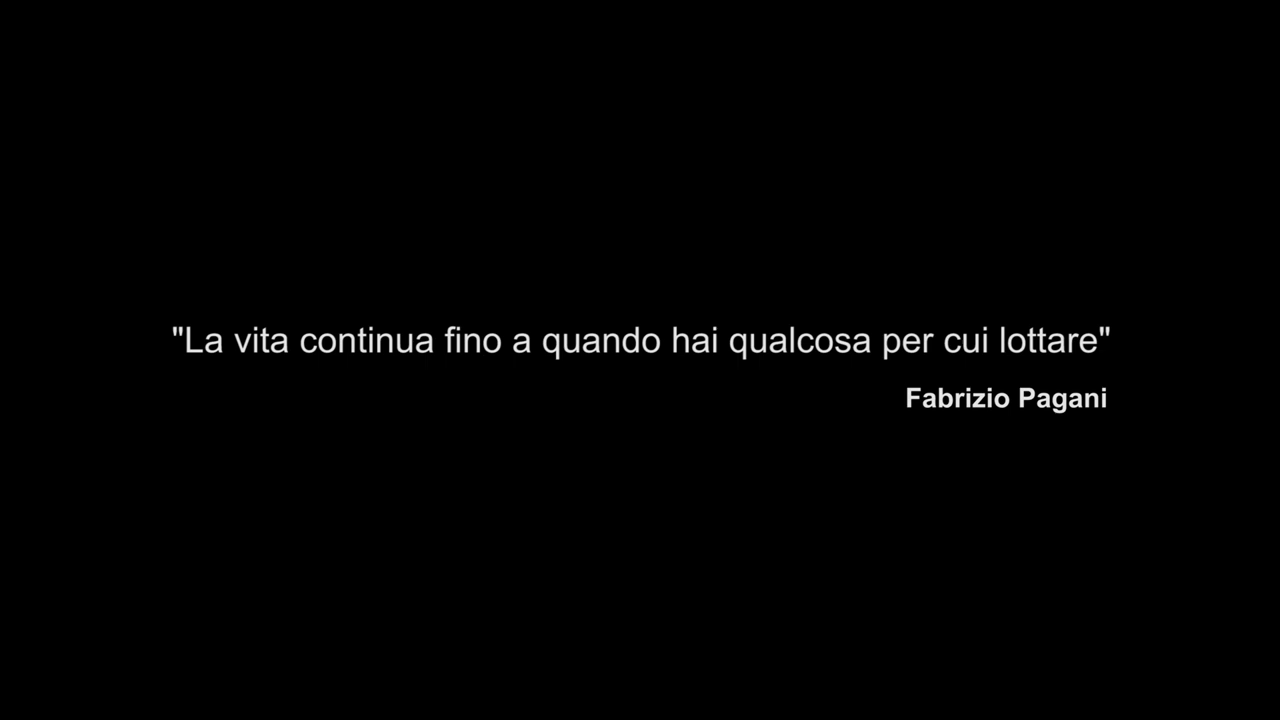 "La vita continua fino a quando hai qualcosa per cui lottare"
Fabrizio Pagani